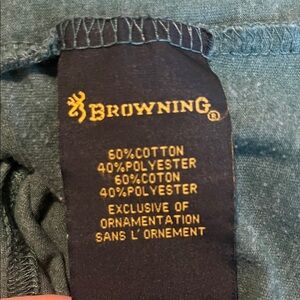 BROWNING®
60%COTTON
40%POLYESTER
60%COTON
40%POLYESTER
EXCLUSIVE OF
ORNAMENTATION
SANS L'ORNEMENT